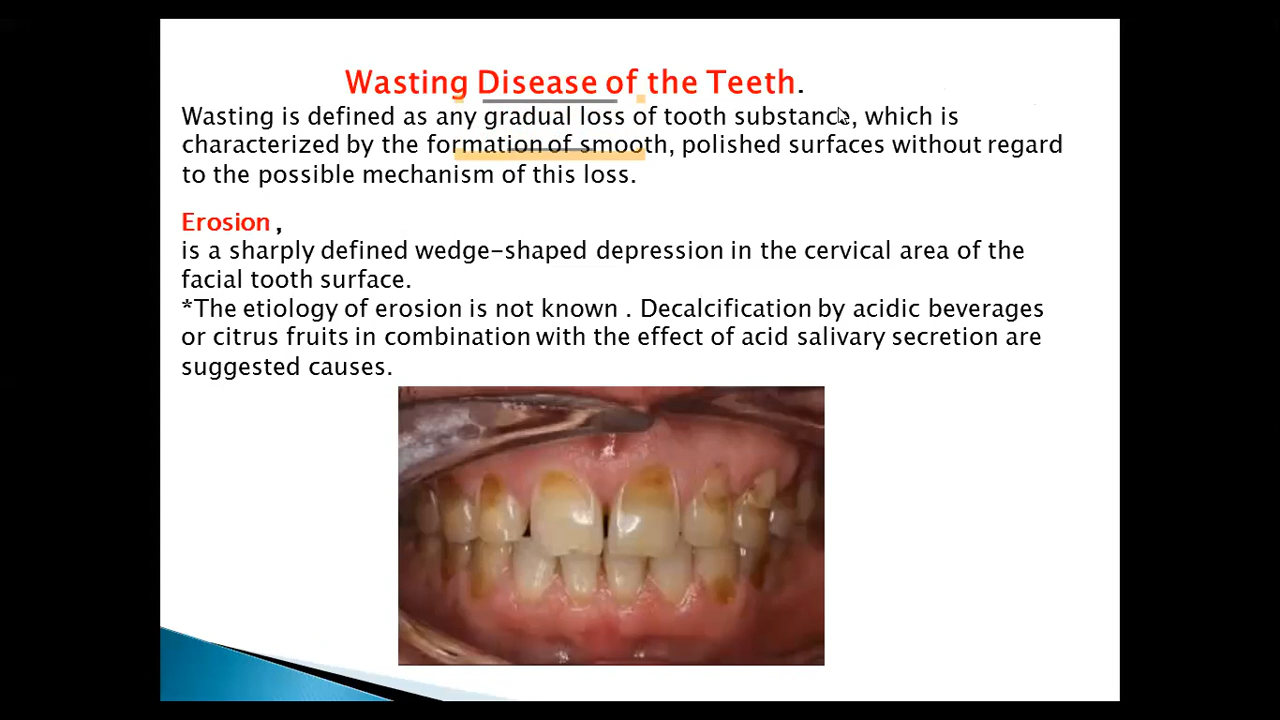 Wasting Disease of the Teeth.
Wasting is defined as any gradual loss of tooth substance, which is
characterized by the formation of smooth, polished surfaces without regard
to the possible mechanism of this loss.
Erosion ,
is a sharply defined wedge-shaped depression in the cervical area of the
facial tooth surface.
*The etiology of erosion is not known . Decalcification by acidic beverages
or citrus fruits in combination with the effect of acid salivary secretion are
suggested causes.